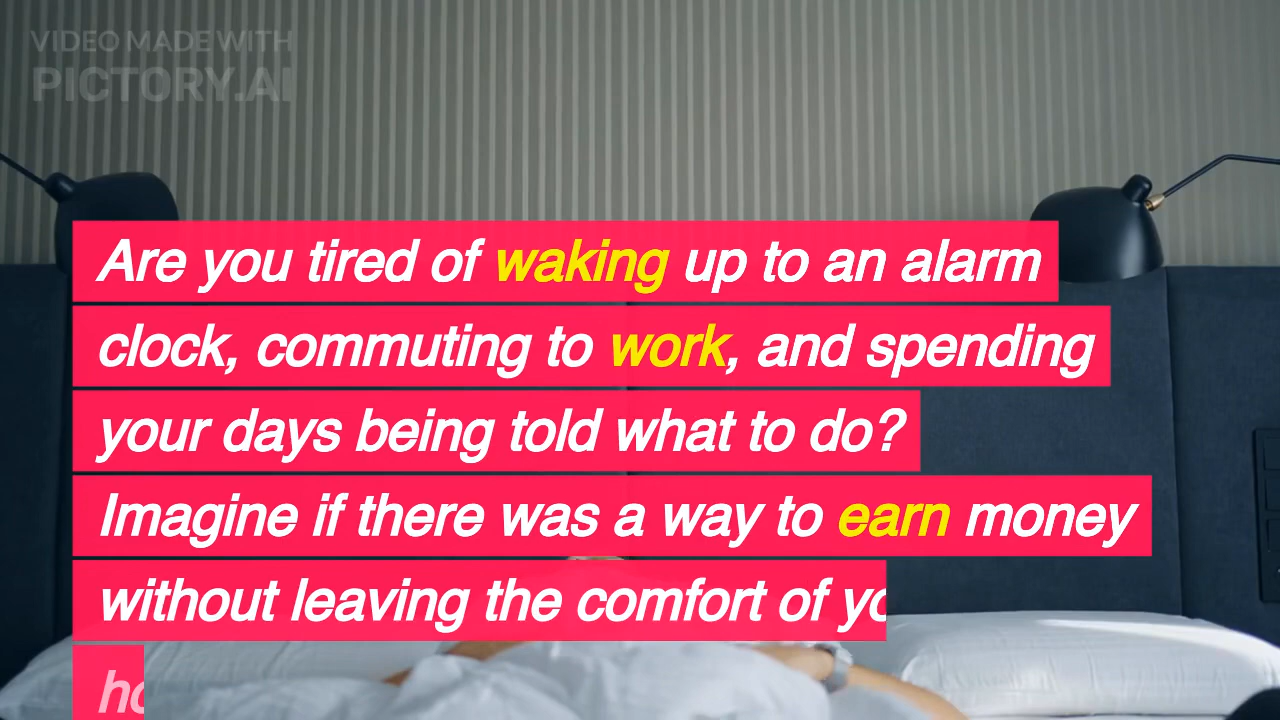 VIDEO MADE WITH
PICTORY.AI
Are you tired of waking up to an alarm
clock, commuting to work, and spending
your days being told what to do?
Imagine if there was a way to earn money
without leaving the comfort of